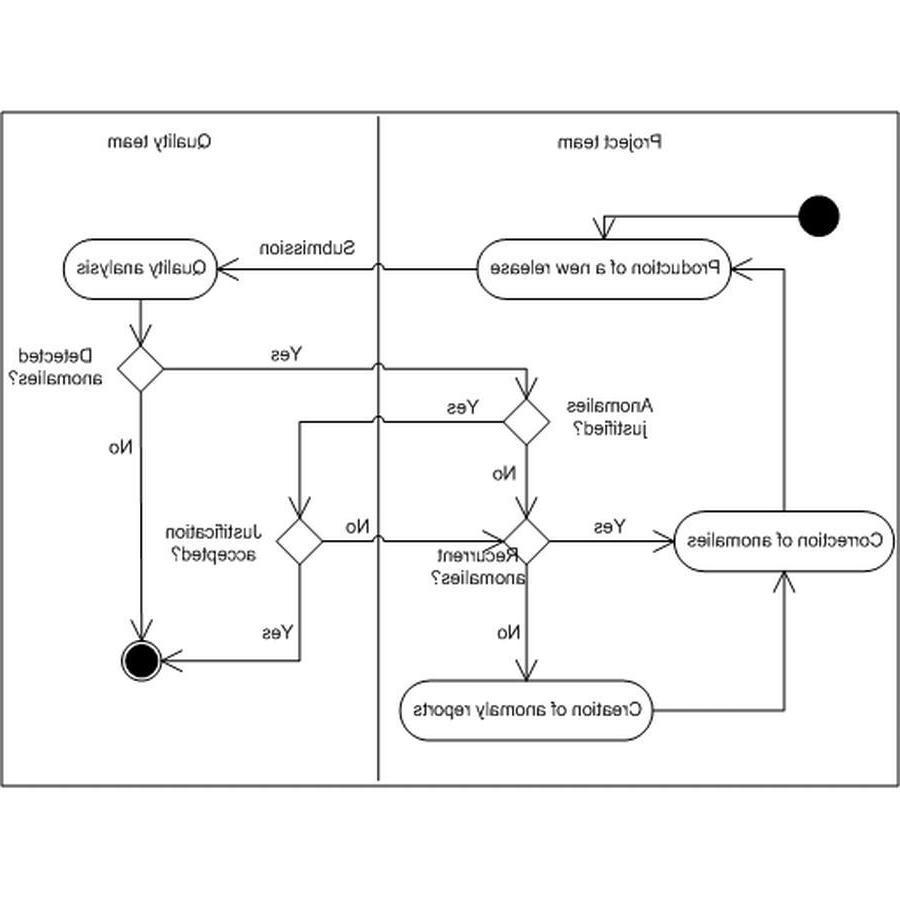 Project team
Quality team
Submission
Production of a new release
Quality analysis
Yes
Detected
anomalies?
Anomalies
justified?
Yes
No
No
Yes
No
Justification
accepted?
Correction of anomalies
Recurrent
anomalies?
No
Yes
Creation of anomaly reports